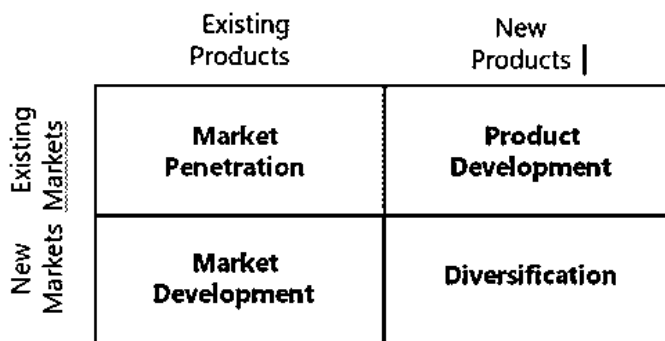 Existing
Products
New
Products
Existing
Markets
Market
Penetration
Product
Development
New
Markets
Market
Development
Diversification